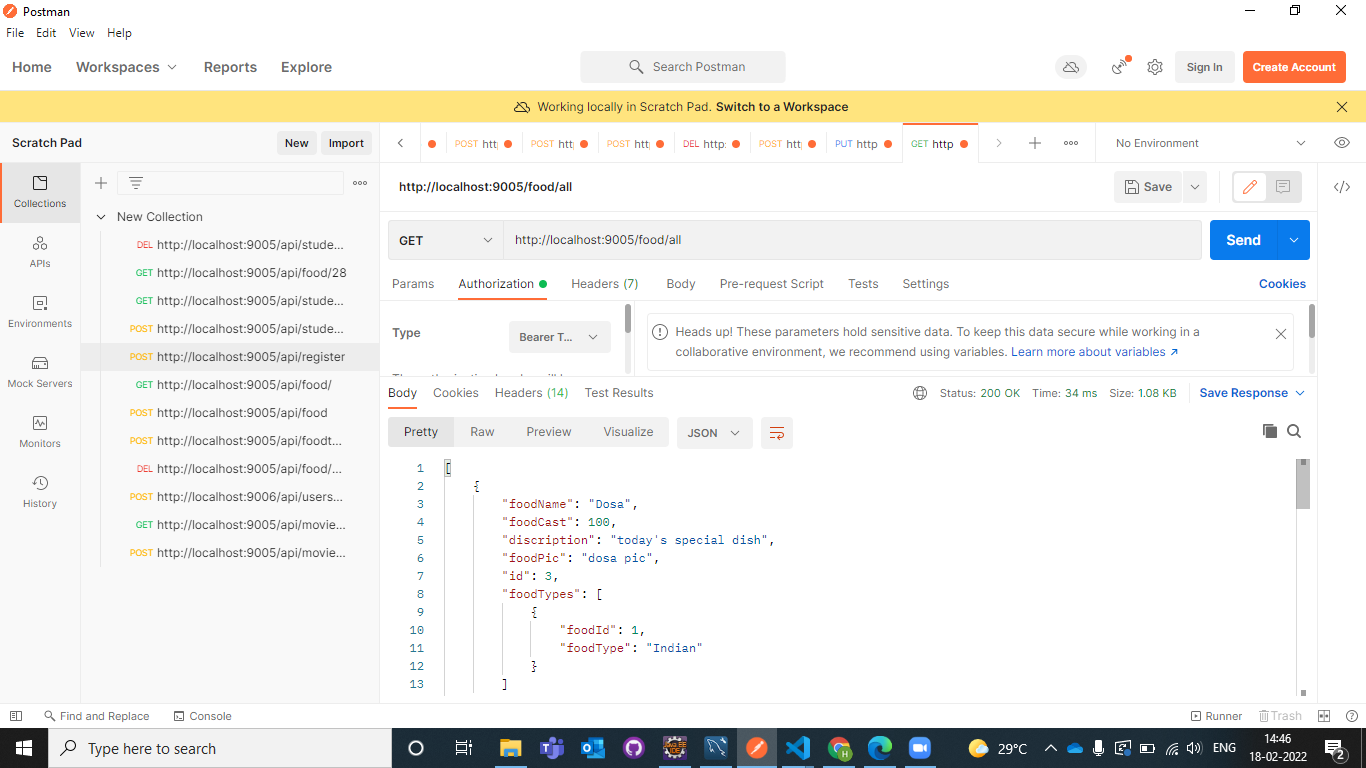 Postman
File Edit View Help
Home Workspaces Reports Explore Search Postman Sign In Create Account
Working locally in Scratch Pad. Switch to a Workspace
Scratch Pad New Import
POST htt POST htt POST htt DEL http: POST htt PUT http GET http No Environment
Collections
APIs
Environments
Mock Servers
Monitors
History
New Collection
DEL http://localhost:9005/api/stude...
GET http://localhost:9005/api/food/28
GET http://localhost:9005/api/stude...
POST http://localhost:9005/api/stude...
POST http://localhost:9005/api/register
GET http://localhost:9005/api/food/
POST http://localhost:9005/api/food
POST http://localhost:9005/api/foodt...
DEL http://localhost:9005/api/food/...
POST http://localhost:9006/api/users...
GET http://localhost:9005/api/movie...
POST http://localhost:9005/api/movie...
http://localhost:9005/food/all Save
GET http://localhost:9005/food/all Send
Params Authorization Headers (7) Body Pre-request Script Tests Settings Cookies
Type Bearer T...
Heads up! These parameters hold sensitive data. To keep this data secure while working in a
collaborative environment, we recommend using variables. Learn more about variables ↗
Body Cookies Headers (14) Test Results Status: 200 OK Time: 34 ms Size: 1.08 KB Save Response
Pretty Raw Preview Visualize JSON
1 [
2 {
3 "foodName": "Dosa",
4 "foodCast": 100,
5 "discription": "today's special dish",
6 "foodPic": "dosa pic",
7 "id": 3,
8 "foodTypes": [
9 {
10 "foodId": 1,
11 "foodType": "Indian"
12 }
13 ]
Find and Replace Console Runner Trash
Type here to search 29°C ENG 14:46
18-02-2022 2